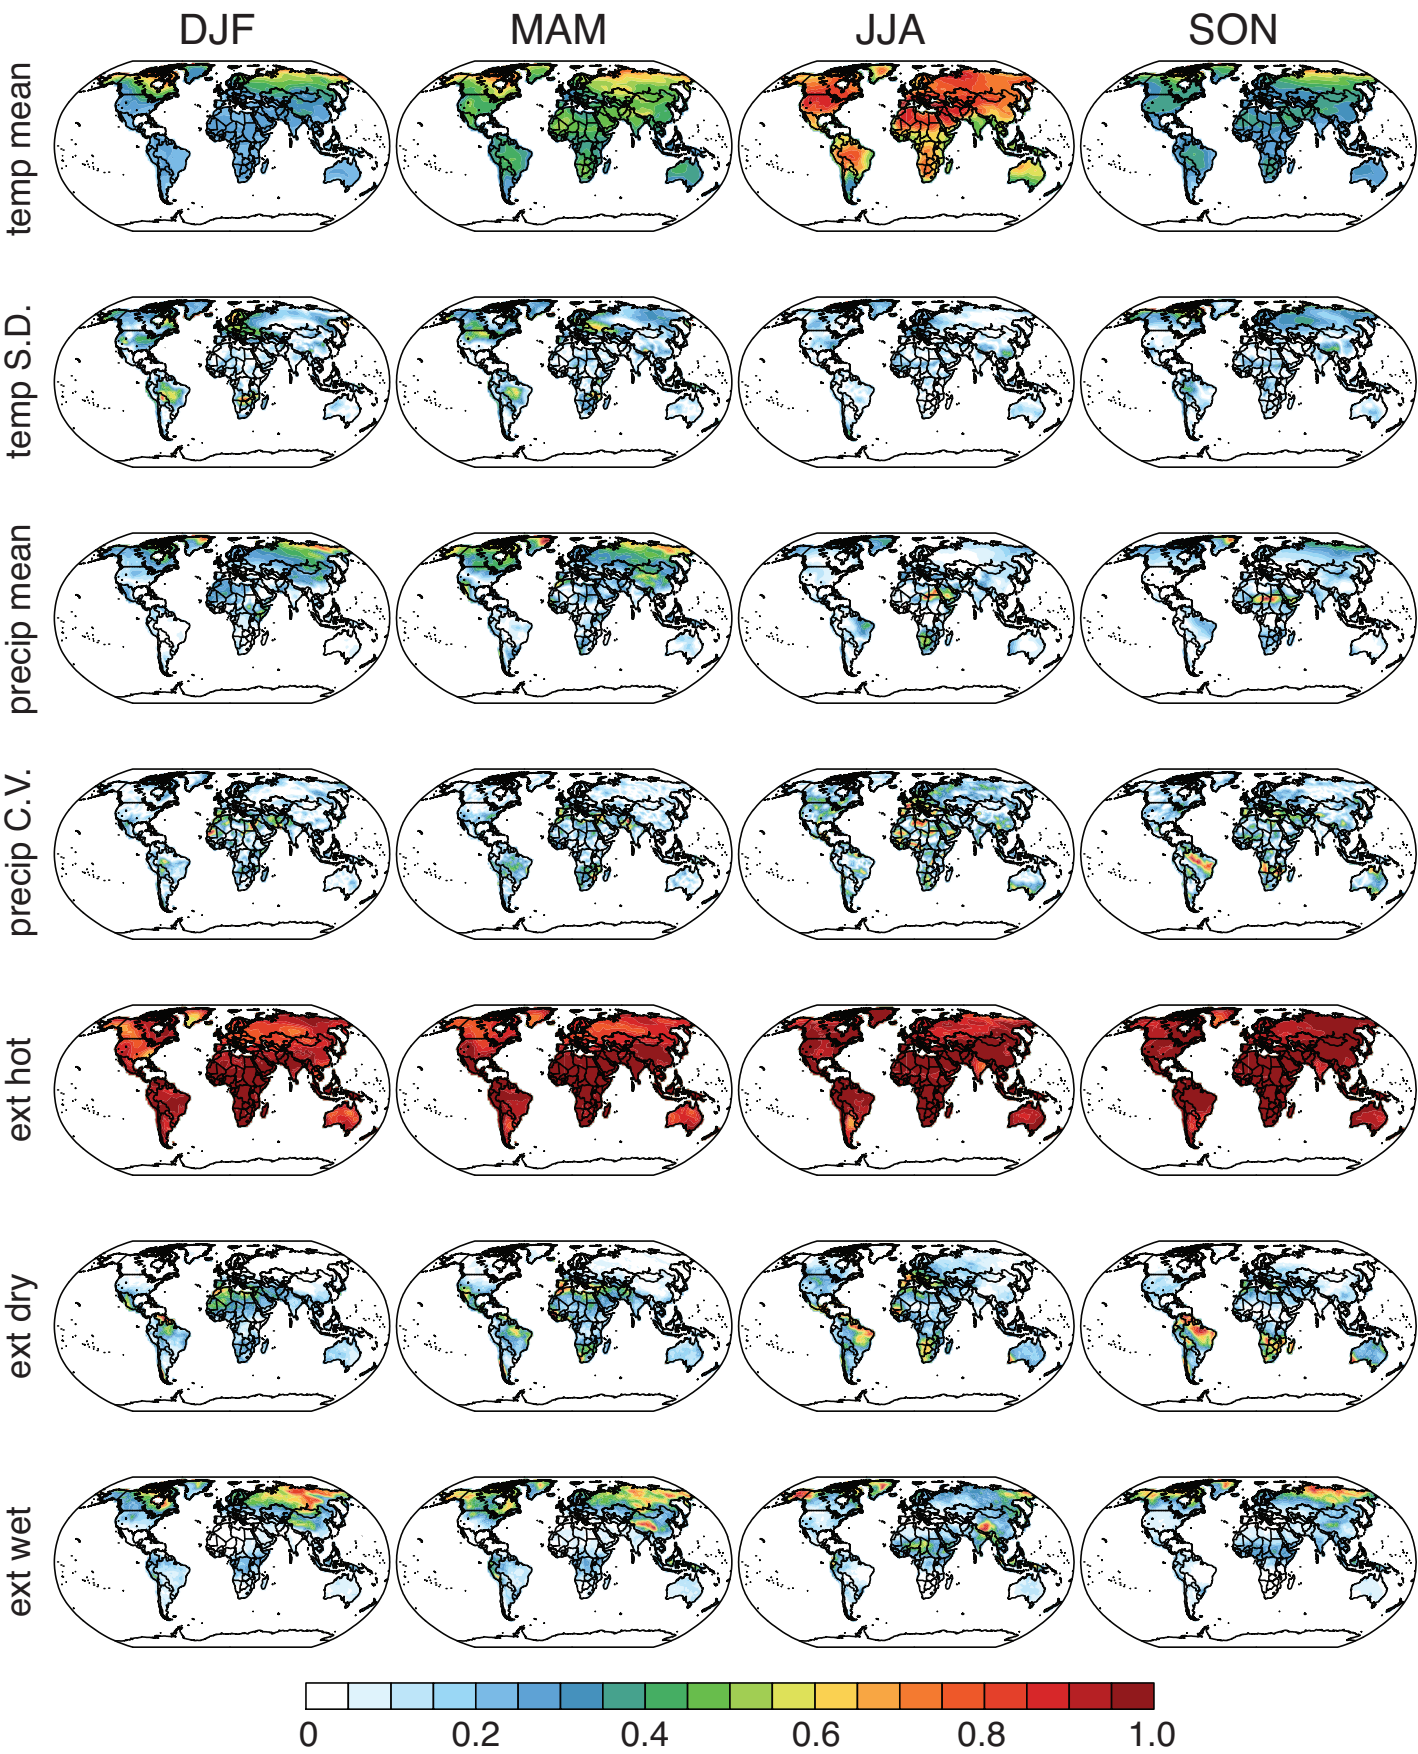 DJF MAM JJA SON
temp mean
temp S.D.
precip mean
precip C.V.
ext hot
ext dry
ext wet
0 0.2 0.4 0.6 0.8 1.0